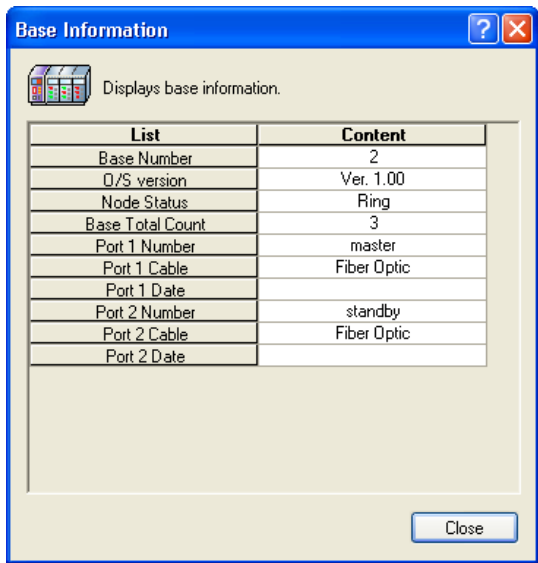 Base Information
Displays base information.
List Content
Base Number 2
O/S version Ver. 1.00
Node Status Ring
Base Total Count 3
Port 1 Number master
Port 1 Cable Fiber Optic
Port 1 Date
Port 2 Number standby
Port 2 Cable Fiber Optic
Port 2 Date
Close